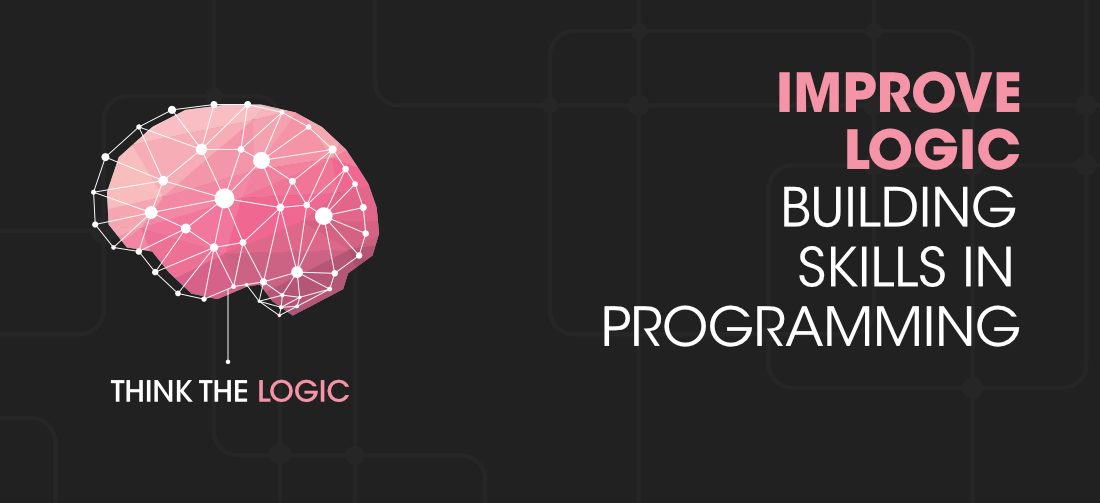 IMPROVE
LOGIC
BUILDING
SKILLS IN
PROGRAMMING
THINK THE LOGIC